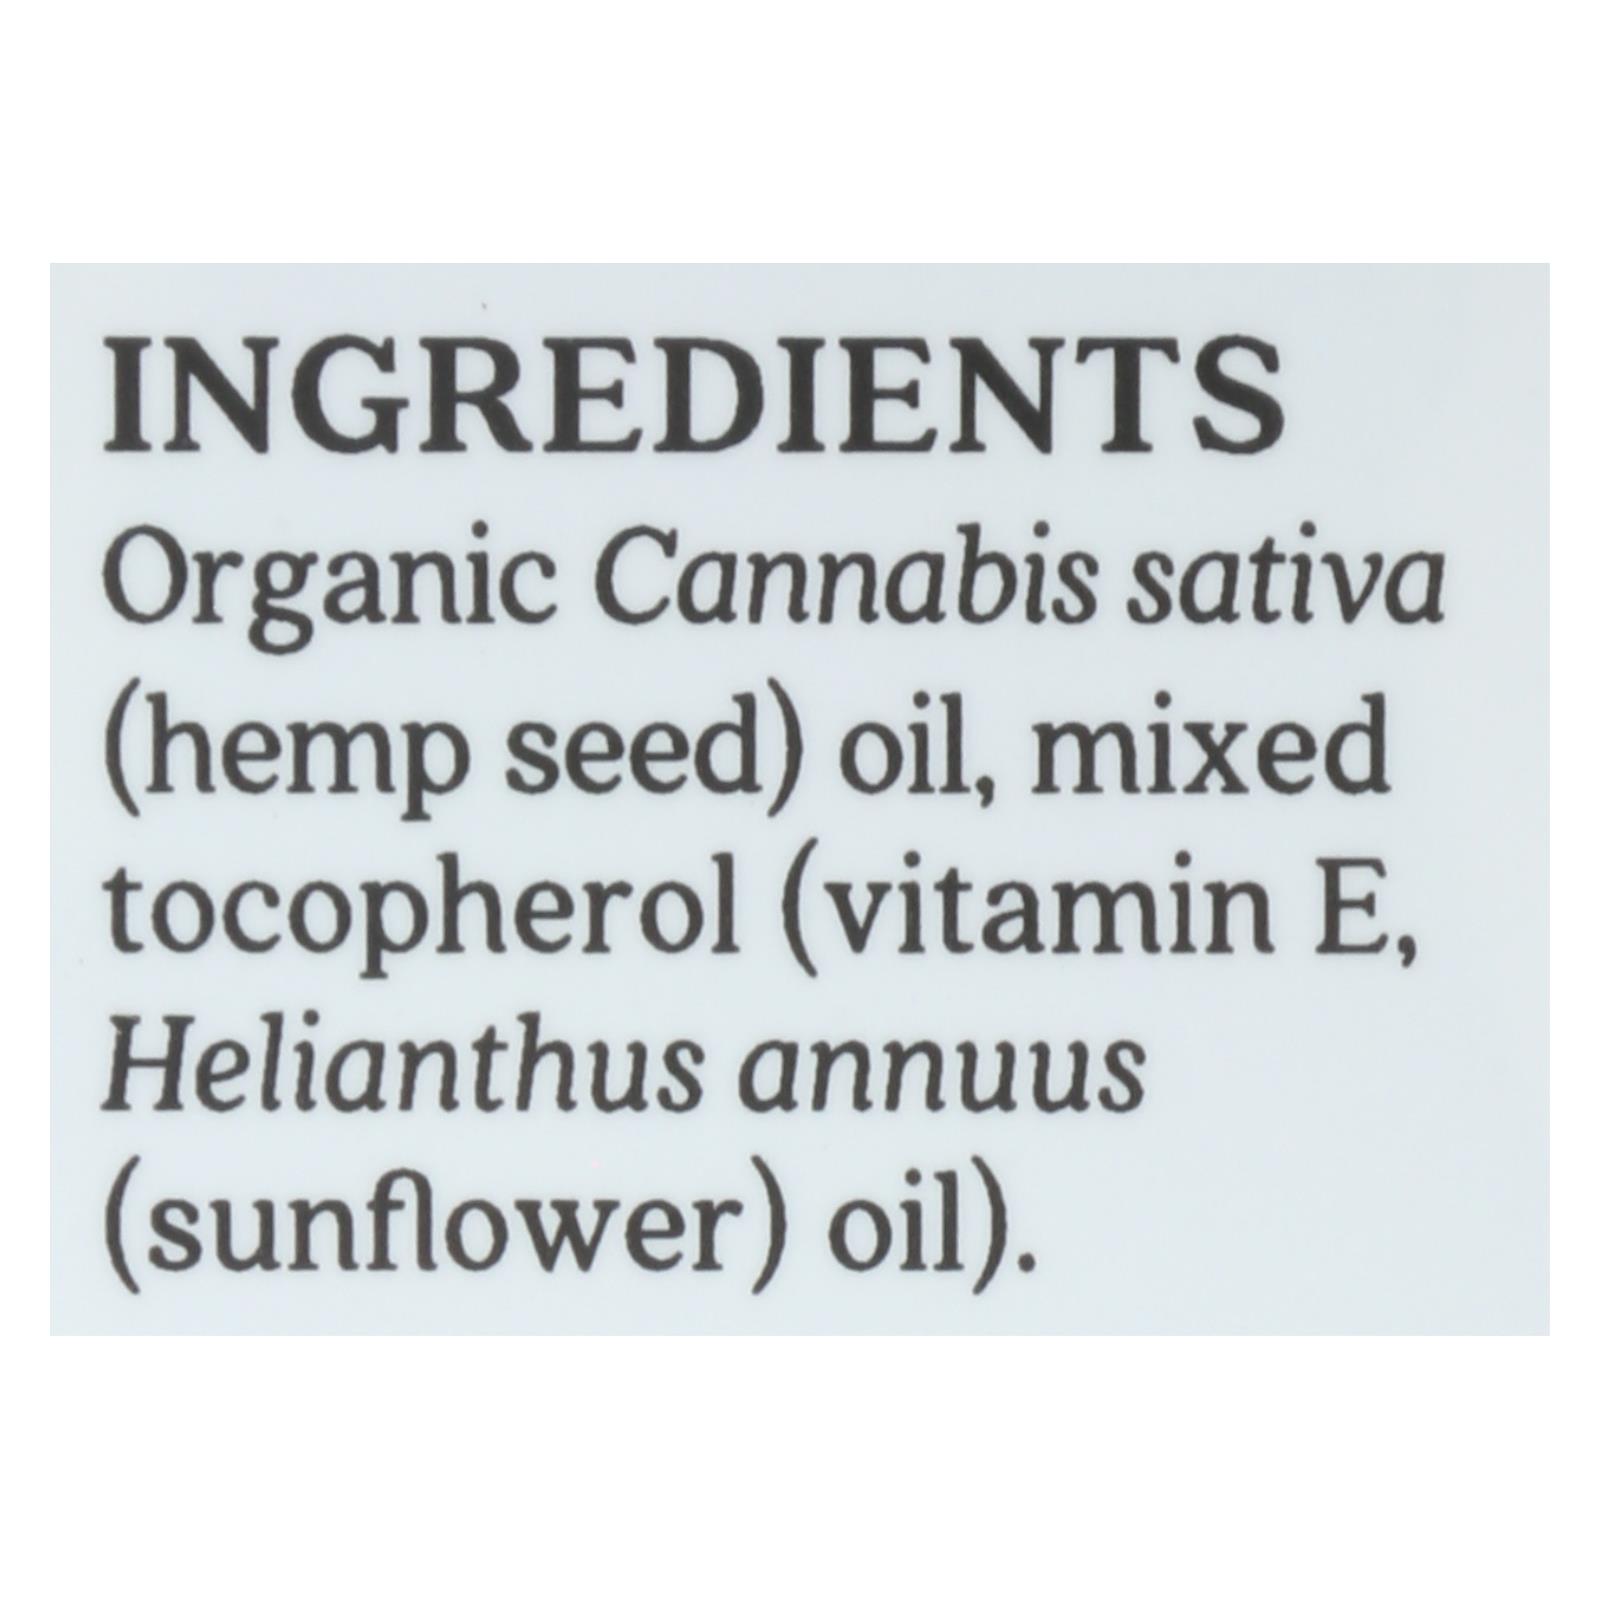 INGREDIENTS
Organic Cannabis sativa
(hemp seed) oil, mixed
tocopherol (vitamin E,
Helianthus annuus
(sunflower) oil).